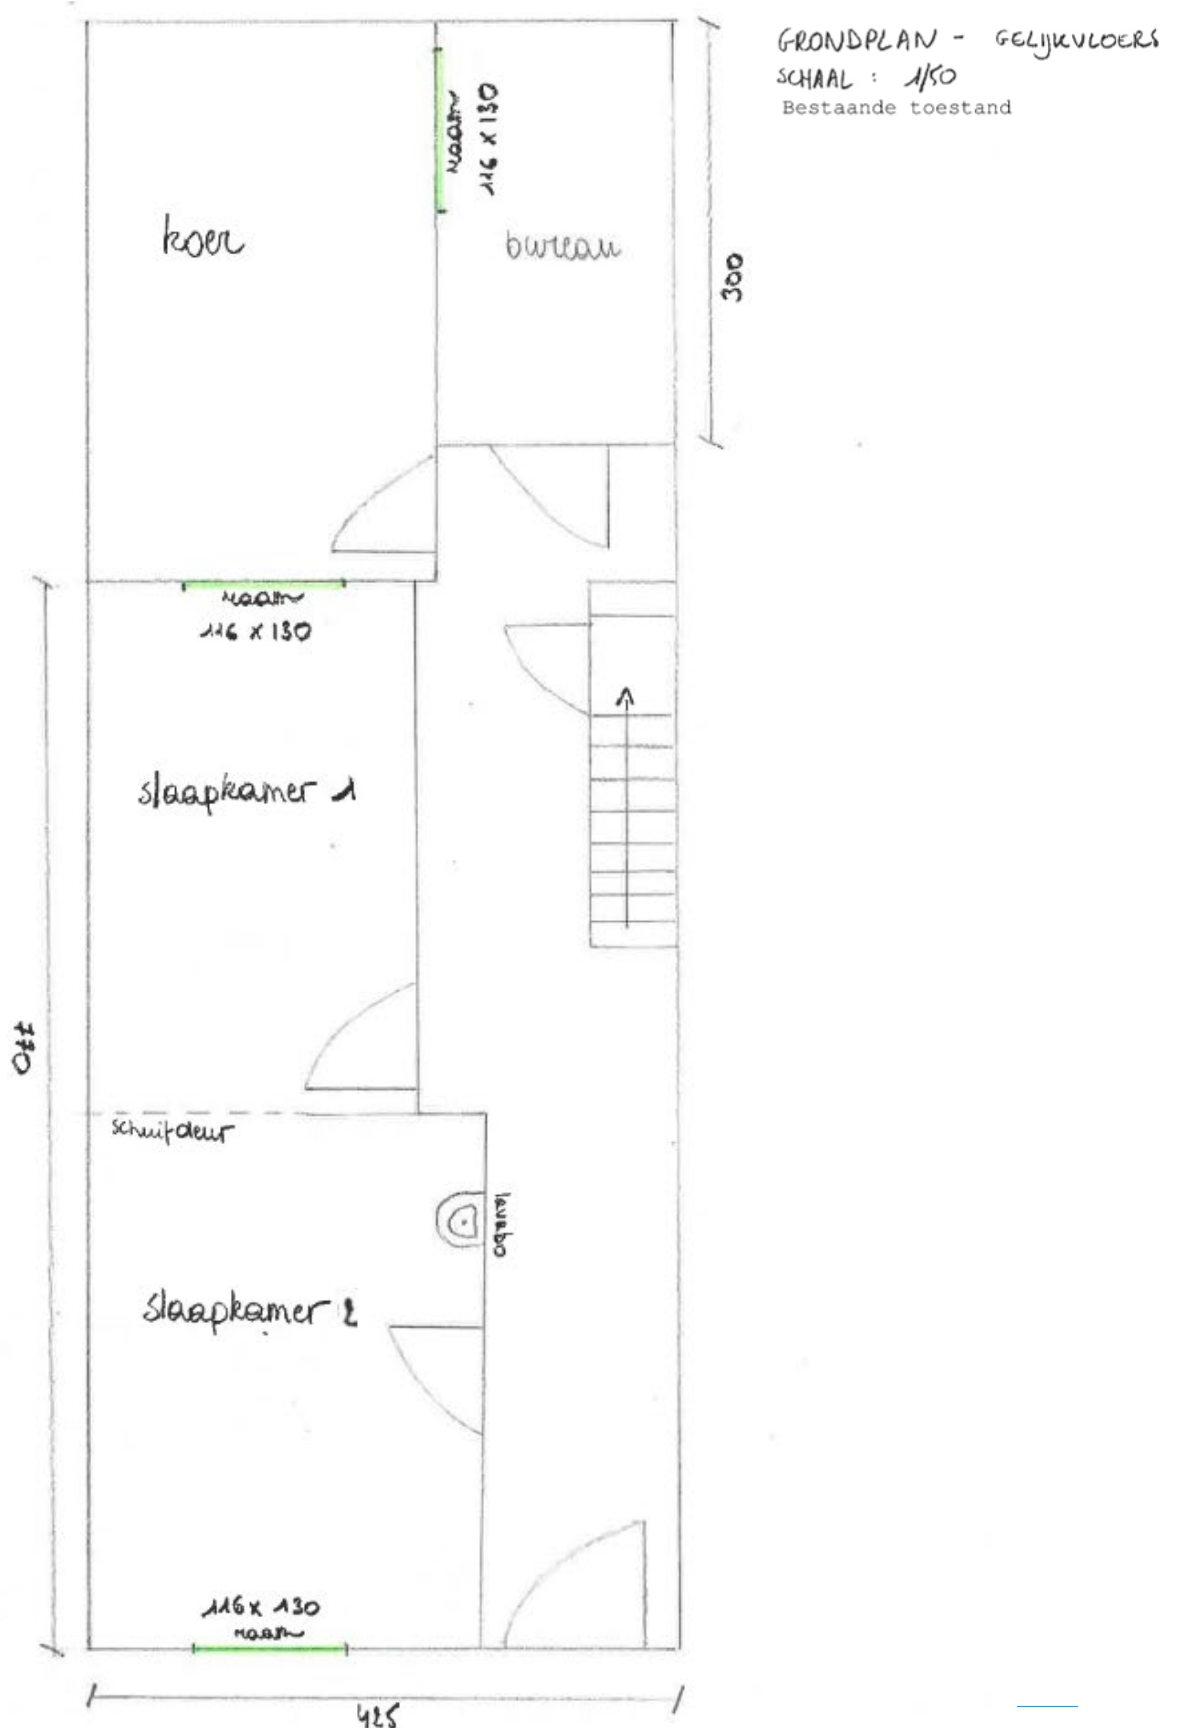 GRONDPLAN - GELIJKVLOERS
SCHAAL : 1/50
Bestaande toestand
raam
116 x 130
koer
bureau
300
raam
116 x 130
slaapkamer 1
770
schuifdeur
lavabo
slaapkamer 2
116 x 130
raam
425